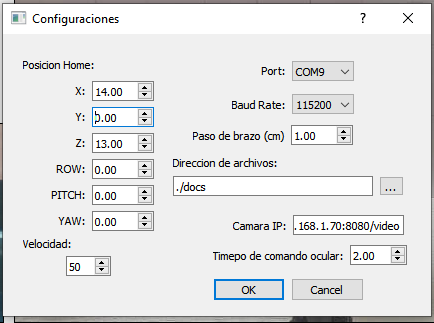 Configuraciones
?
Posicion Home:
X: 14.00
Y: 0.00
Z: 13.00
ROW: 0.00
PITCH: 0.00
YAW: 0.00
Velocidad:
50
Port: COM9
Baud Rate: 115200
Paso de brazo (cm) 1.00
Direccion de archivos:
./docs
...
Camara IP: .168.1.70:8080/video
Timepo de comando ocular: 2.00
OK Cancel